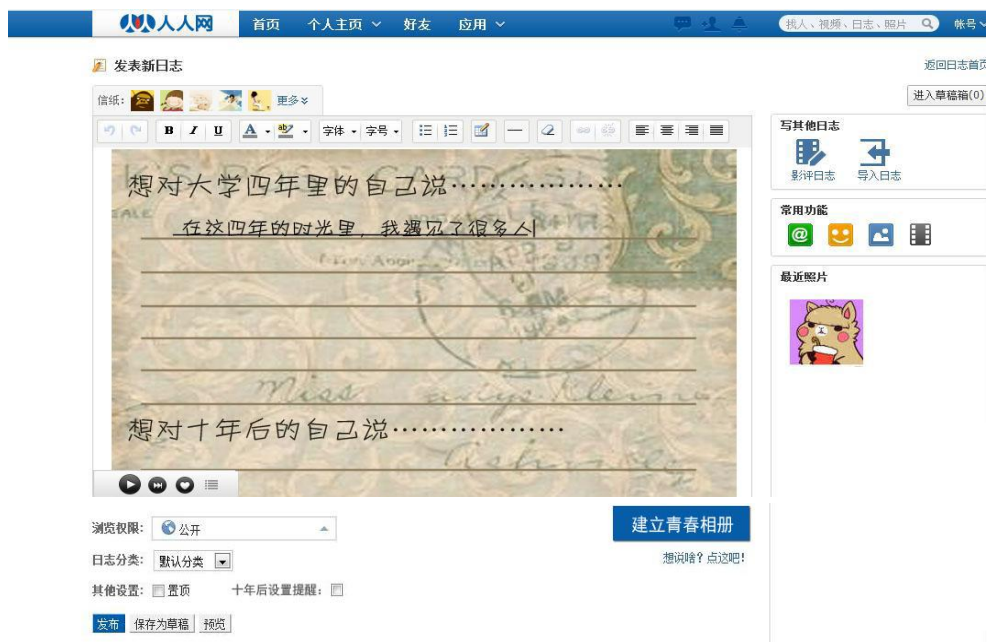 人人网 首页 个人主页 好友 应用 找人、视频、日志、照片 帐号
发表新日志 返回日志首页
信纸: 更多 进入草稿箱(0)
B I U A ab 字体 字号
写其他日志
影评日志 导入日志
常用功能
最近照片
想对大学四年里的自己说………………
在这四年的时光里，我遇见了很多人
Miss
想对十年后的自己说………………
浏览权限: 公开 建立青春相册
日志分类: 默认分类 想说啥？点这吧！
其他设置: 置顶 十年后设置提醒:
发布 保存为草稿 预览